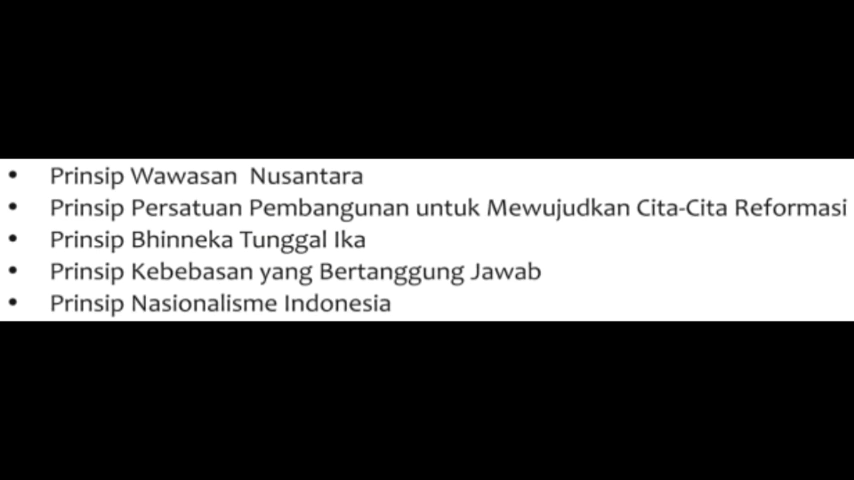 • Prinsip Wawasan Nusantara
• Prinsip Persatuan Pembangunan untuk Mewujudkan Cita-Cita Reformasi
• Prinsip Bhinneka Tunggal Ika
• Prinsip Kebebasan yang Bertanggung Jawab
• Prinsip Nasionalisme Indonesia